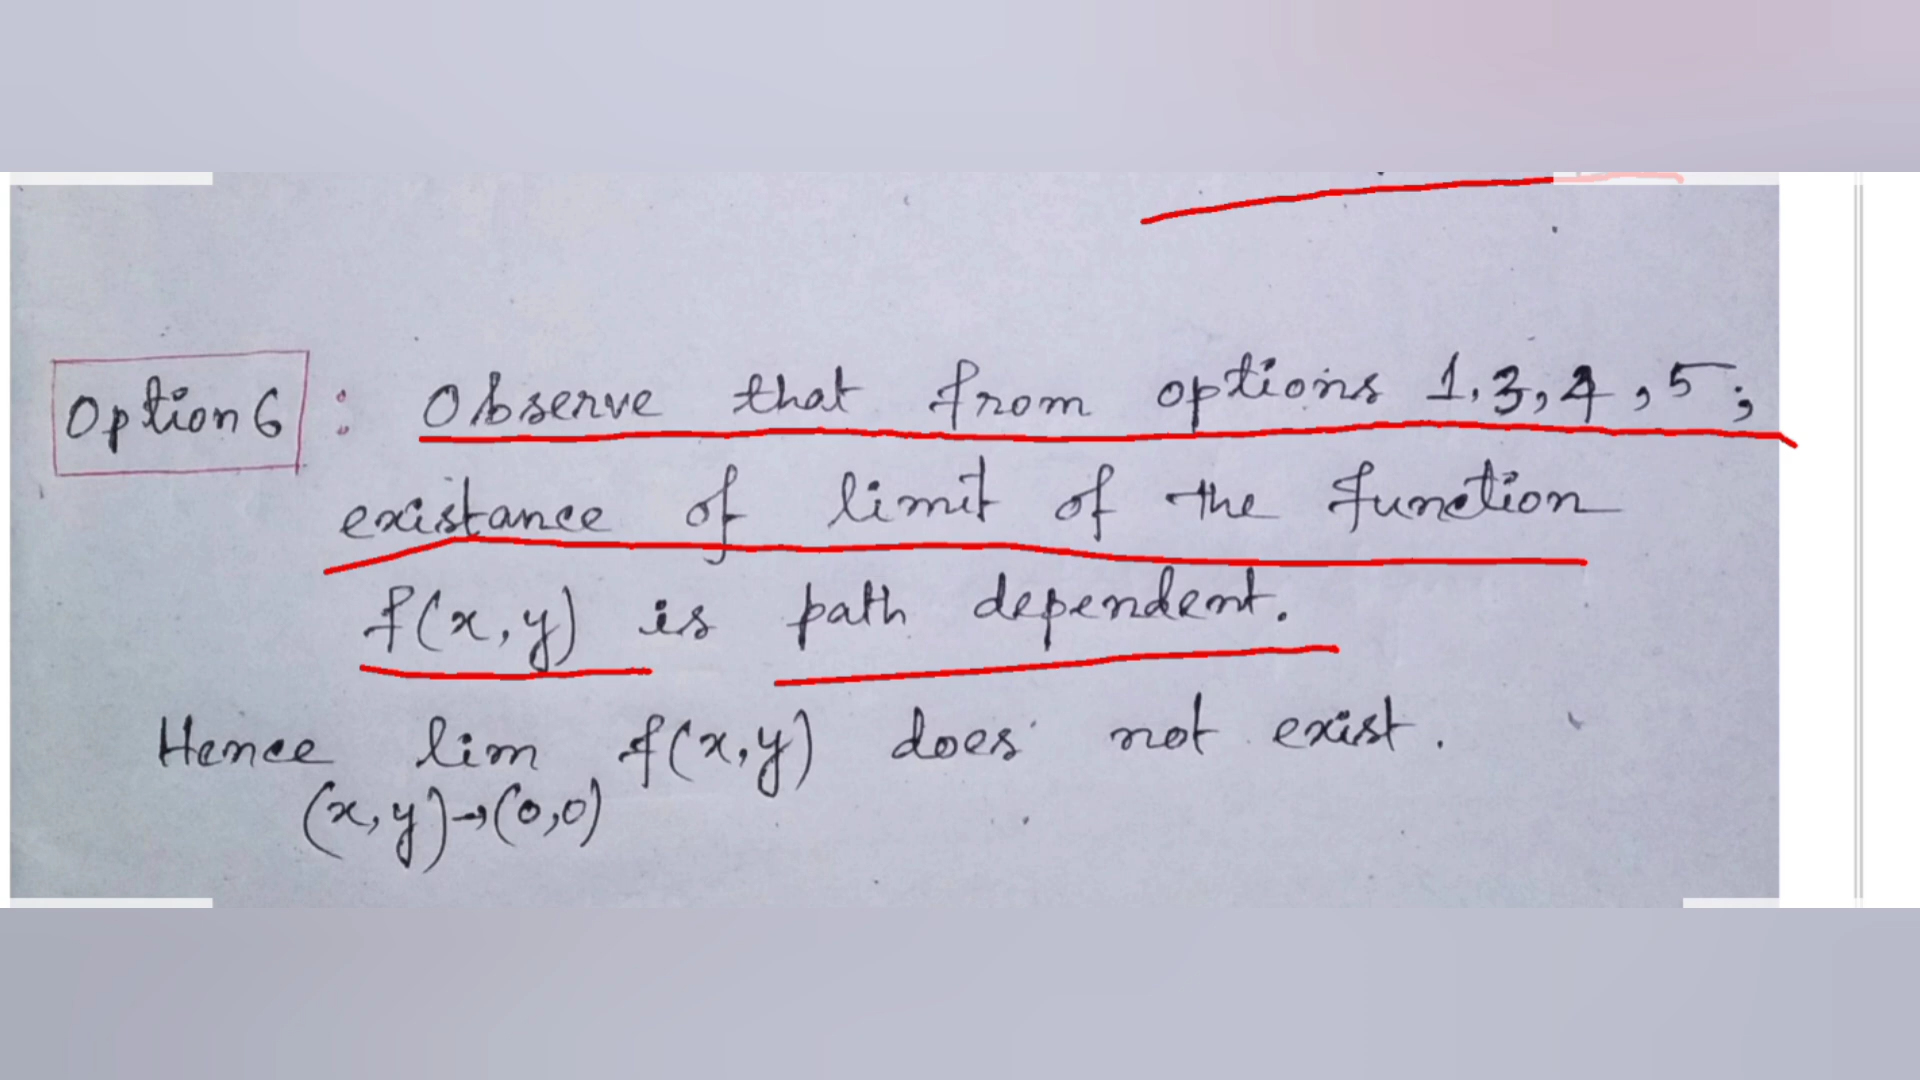 Option 6 : Observe that from options 1, 3, 4, 5;
existance of limit of the function
f(x, y) is path dependent.
Hence lim f(x, y) does not exist.
(x, y)→(0,0)